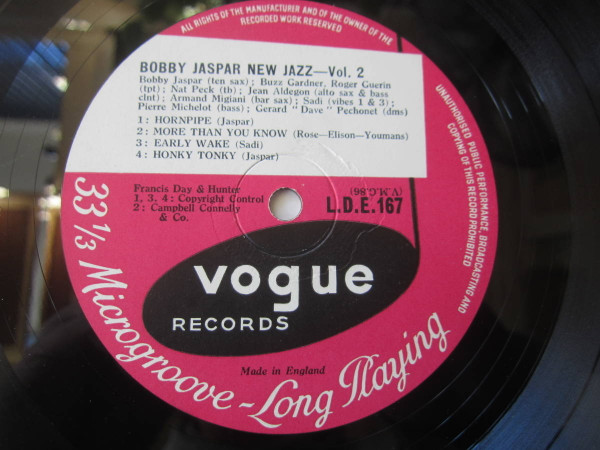 ALL RIGHTS OF THE MANUFACTURER AND OF THE OWNER OF THE
RECORDED WORK RESERVED
UNAUTHORISED PUBLIC PERFORMANCE, BROADCASTING AND
COPYING OF THIS RECORD PROHIBITED
BOBBY JASPAR NEW JAZZ—Vol. 2
Bobby Jaspar (ten sax); Buzz Gardner, Roger Guerin
(tpt); Nat Peck (tb); Jean Aldegon (alto sax & bass
clnt); Armand Migiani (bar sax); Sadi (vibes 1 & 3);
Pierre Michelot (bass); Gerard "Dave" Pechonet (dms)
1: HORNPIPE (Jaspar)
2: MORE THAN YOU KNOW (Rose—Elison—Youmans)
3: EARLY WAKE (Sadi)
4: HONKY TONKY (Jaspar)
Francis Day & Hunter
1, 3, 4: Copyright Control
2: Campbell Connelly
& Co.
(V.M.G.86)
L.D.E.167
vogue
RECORDS
Made in England
33 1/3 Microgroove - Long Playing